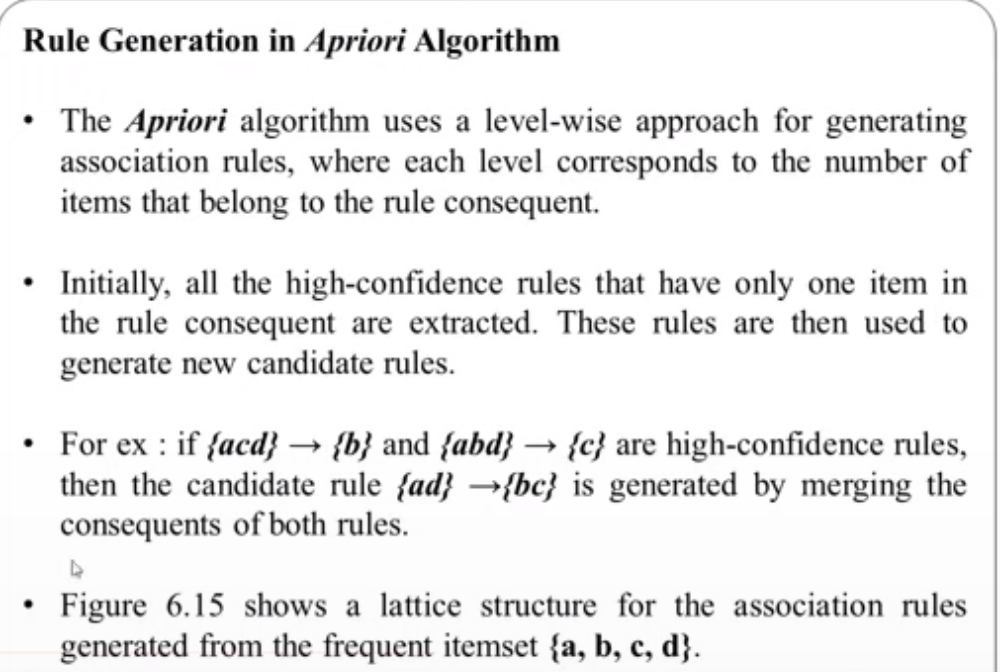 Rule Generation in Apriori Algorithm
• The Apriori algorithm uses a level-wise approach for generating
association rules, where each level corresponds to the number of
items that belong to the rule consequent.
• Initially, all the high-confidence rules that have only one item in
the rule consequent are extracted. These rules are then used to
generate new candidate rules.
• For ex : if {acd} → {b} and {abd} → {c} are high-confidence rules,
then the candidate rule {ad} →{bc} is generated by merging the
consequents of both rules.
• Figure 6.15 shows a lattice structure for the association rules
generated from the frequent itemset {a, b, c, d}.